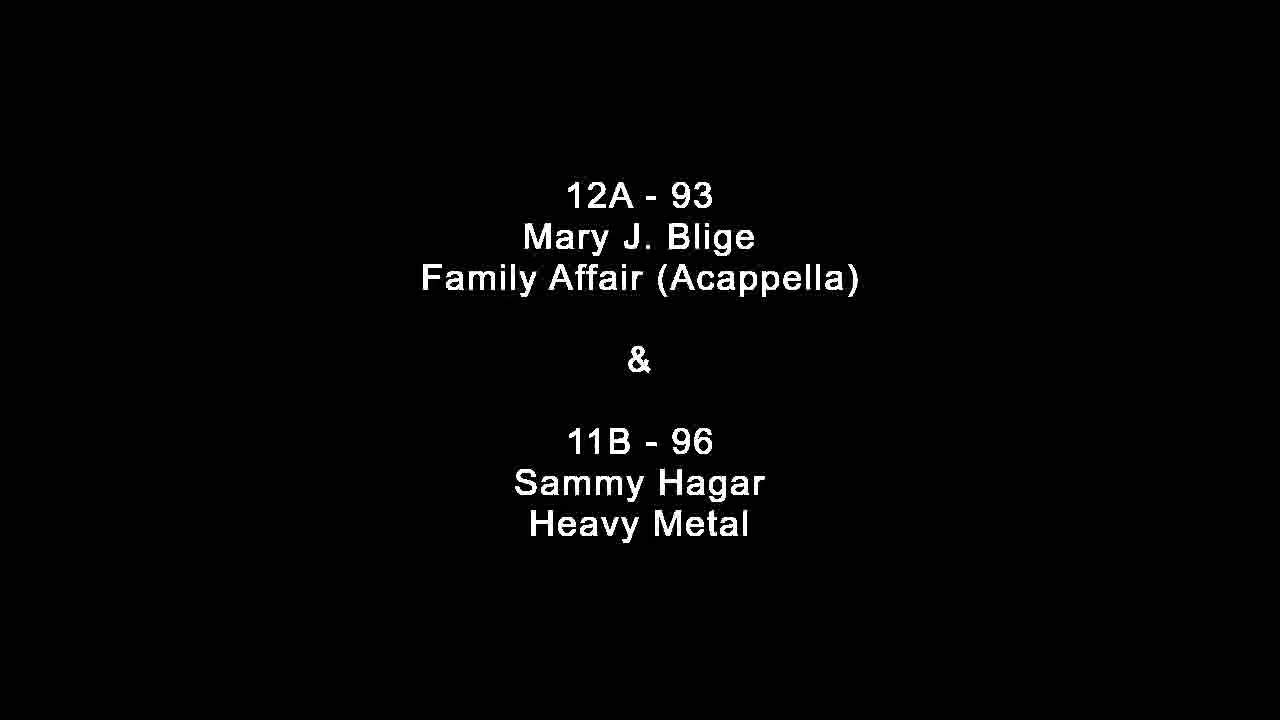 12A - 93
Mary J. Blige
Family Affair (Acappella)
&
11B - 96
Sammy Hagar
Heavy Metal